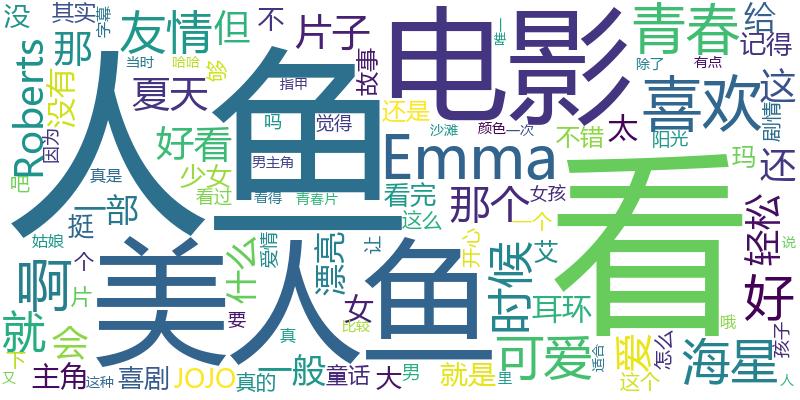 没 其实 字幕 友情 但 不 片子 电影 唯一 青春 给
那 当时 哈哈 故事 除了 有点 记得
Roberts 没有 夏天 够 指甲 还是 喜欢 这 剧情
因为 人鱼 吗 觉得 沙滩 颜色 一次 不错 太 阳光
好看 男主角 Emma 看 玛 还
吧 真是 少女 看过 看得 青春片 看完 那个 女孩
一部 挺 这么 一个 轻松
姑娘 美人鱼 什么 爱情 漂亮 让 开心 时候 艾 说
啊 个 片 女 耳环 好
就 会 要 真 比较 可爱 爱 怎么 哦 孩子
下 又 主角 这种 喜剧 JOJO 真的 一般 童话 大 男 就是 里 适合 这个 海星 人